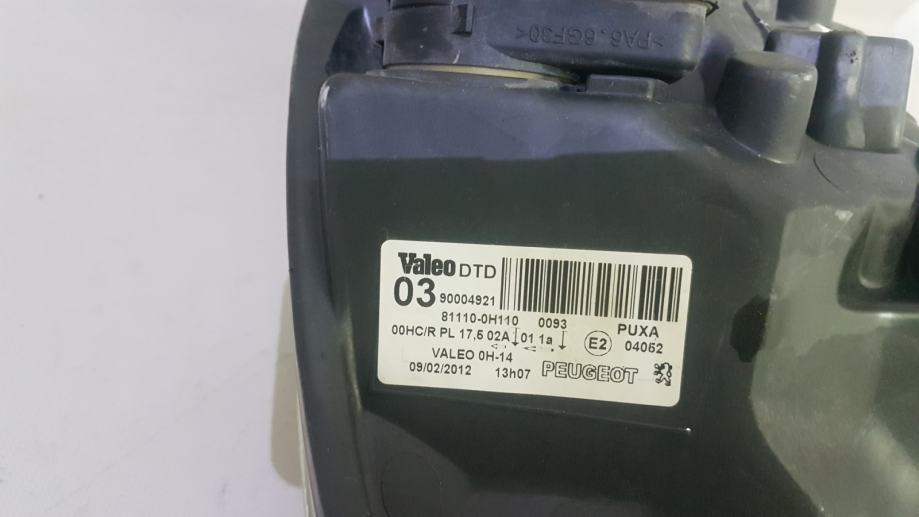 >PA6.6GF30<
Valeo DTD
03 90004921
81110-0H110 0093 PUXA
00HC/R PL 17,5 02A 01 1a E2 04052
VALEO 0H-14
09/02/2012 13h07 PEUGEOT